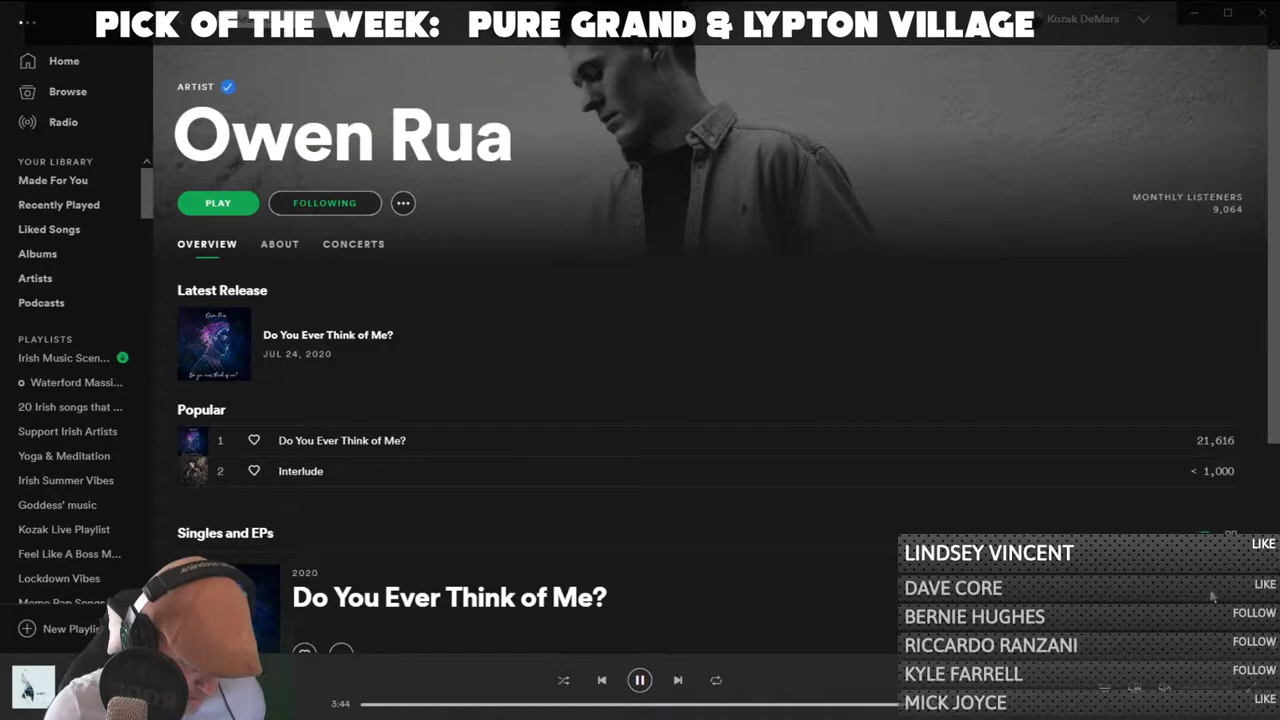 PICK OF THE WEEK: PURE GRAND & LYPTON VILLAGE
Kozak DeMars
Home
Browse
Radio
YOUR LIBRARY
Made For You
Recently Played
Liked Songs
Albums
Artists
Podcasts
PLAYLISTS
Irish Music Scen...
Waterford Massi...
20 Irish songs that ...
Support Irish Artists
Yoga & Meditation
Irish Summer Vibes
Goddess' music
Kozak Live Playlist
Feel Like A Boss M...
Lockdown Vibes
Meme Rap Songs
New Playlis
ARTIST
Owen Rua
PLAY
FOLLOWING
MONTHLY LISTENERS
9,064
OVERVIEW ABOUT CONCERTS
Latest Release
Do You Ever Think of Me?
JUL 24, 2020
Popular
1 Do You Ever Think of Me? 21,616
2 Interlude < 1,000
Singles and EPs
2020
Do You Ever Think of Me?
LINDSEY VINCENT LIKE
DAVE CORE LIKE
BERNIE HUGHES FOLLOW
RICCARDO RANZANI FOLLOW
KYLE FARRELL FOLLOW
MICK JOYCE LIKE
3:44